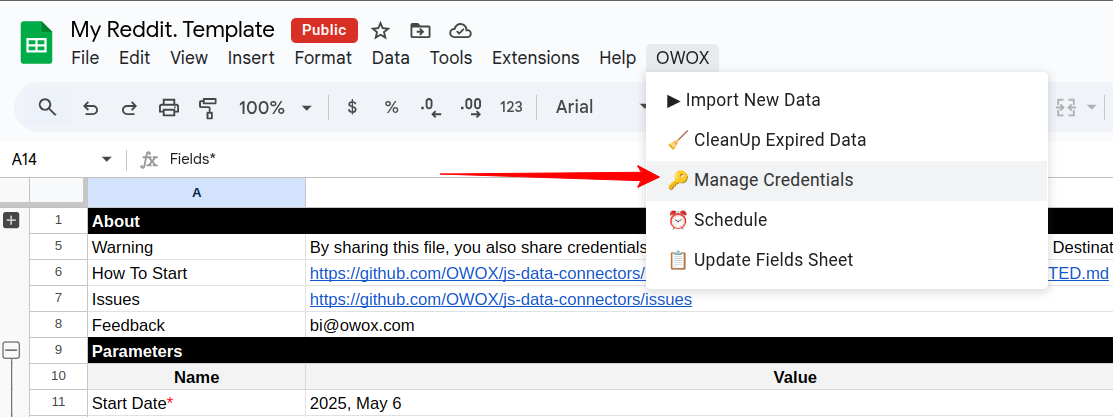 My Reddit. Template Public
File Edit View Insert Format Data Tools Extensions Help OWOX
100% $ % .0 .00 123 Arial
▶ Import New Data
🧹 CleanUp Expired Data
🔑 Manage Credentials
⏰ Schedule
📋 Update Fields Sheet
A14 fx Fields*
A
1 About
5 Warning By sharing this file, you also share credentials Destinat
6 How To Start https://github.com/OWOX/js-data-connectors/ TED.md
7 Issues https://github.com/OWOX/js-data-connectors/issues
8 Feedback bi@owox.com
9 Parameters
10 Name Value
11 Start Date* 2025, May 6